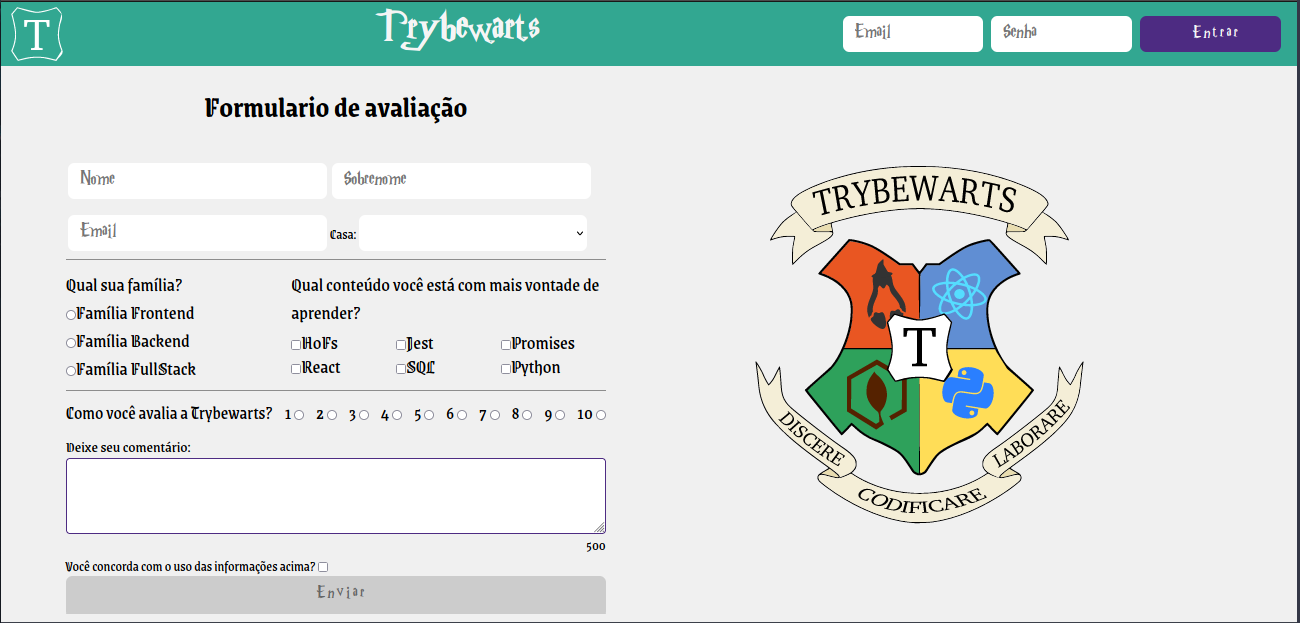 T Trybewarts Email Senha Entrar
Formulario de avaliação
Nome Sobrenome
Email Casa:
Qual sua família?
Família Frontend
Família Backend
Família FullStack
Qual conteúdo você está com mais vontade de
aprender?
HoFs Jest Promises
React SQL Python
Como você avalia a Trybewarts? 1 2 3 4 5 6 7 8 9 10
Deixe seu comentário:
500
Você concorda com o uso das informações acima?
Enviar
TRYBEWARTS
T
DISCERE
CODIFICARE
LABORARE